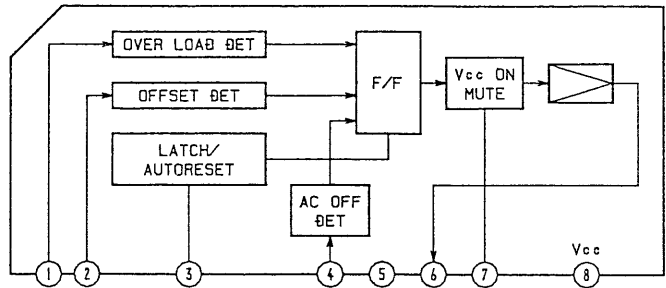 OVER LOAD DET
OFFSET DET
LATCH/
AUTORESET
F/F
Vcc ON
MUTE
AC OFF
DET
Vcc
1 2 3 4 5 6 7 8